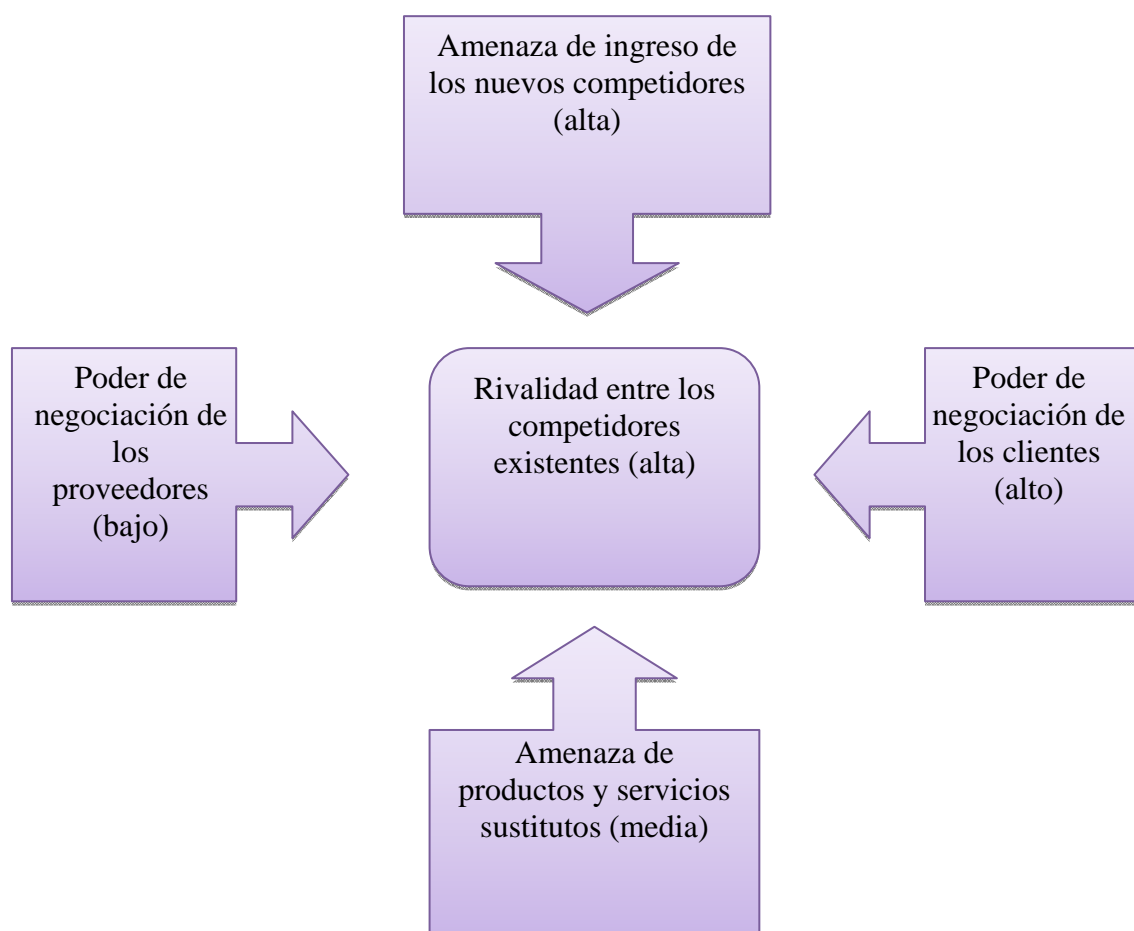 Amenaza de ingreso de
los nuevos competidores
(alta)
Poder de
negociación de
los
proveedores
(bajo)
Rivalidad entre los
competidores
existentes (alta)
Poder de
negociación de
los clientes
(alto)
Amenaza de
productos y servicios
sustitutos (media)